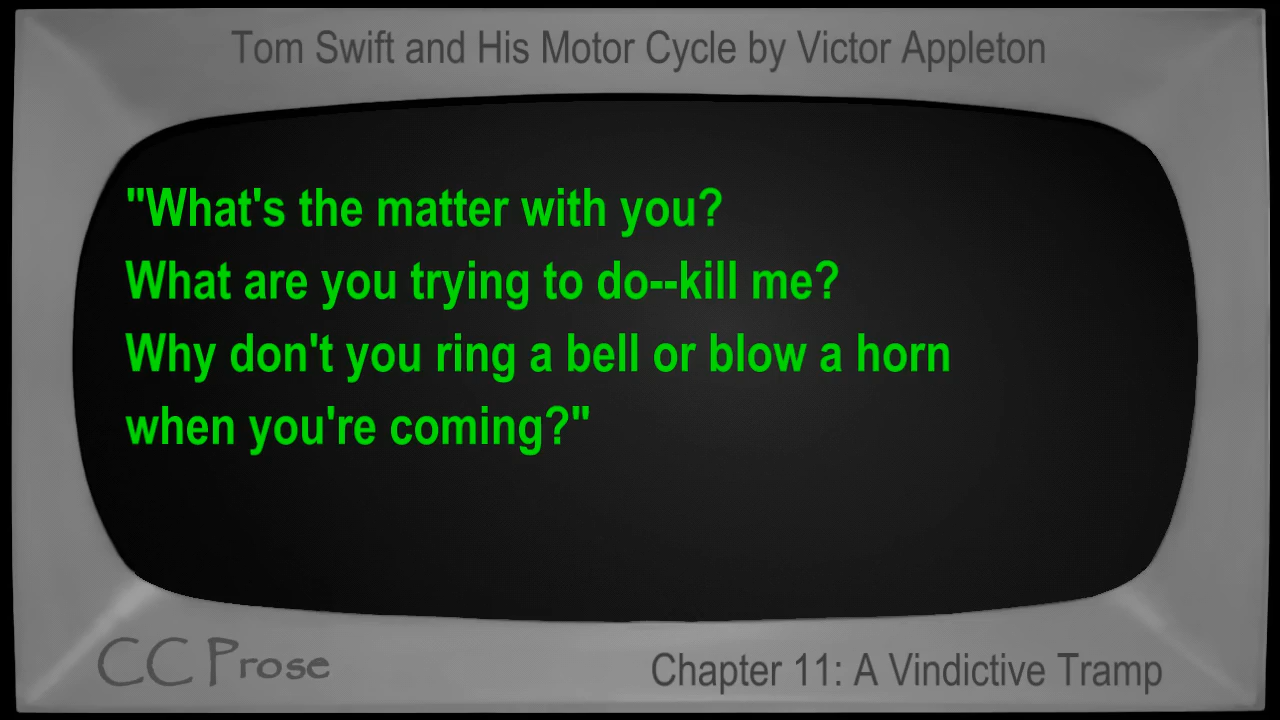 Tom Swift and His Motor Cycle by Victor Appleton
"What's the matter with you?
What are you trying to do--kill me?
Why don't you ring a bell or blow a horn
when you're coming?"
CC Prose
Chapter 11: A Vindictive Tramp